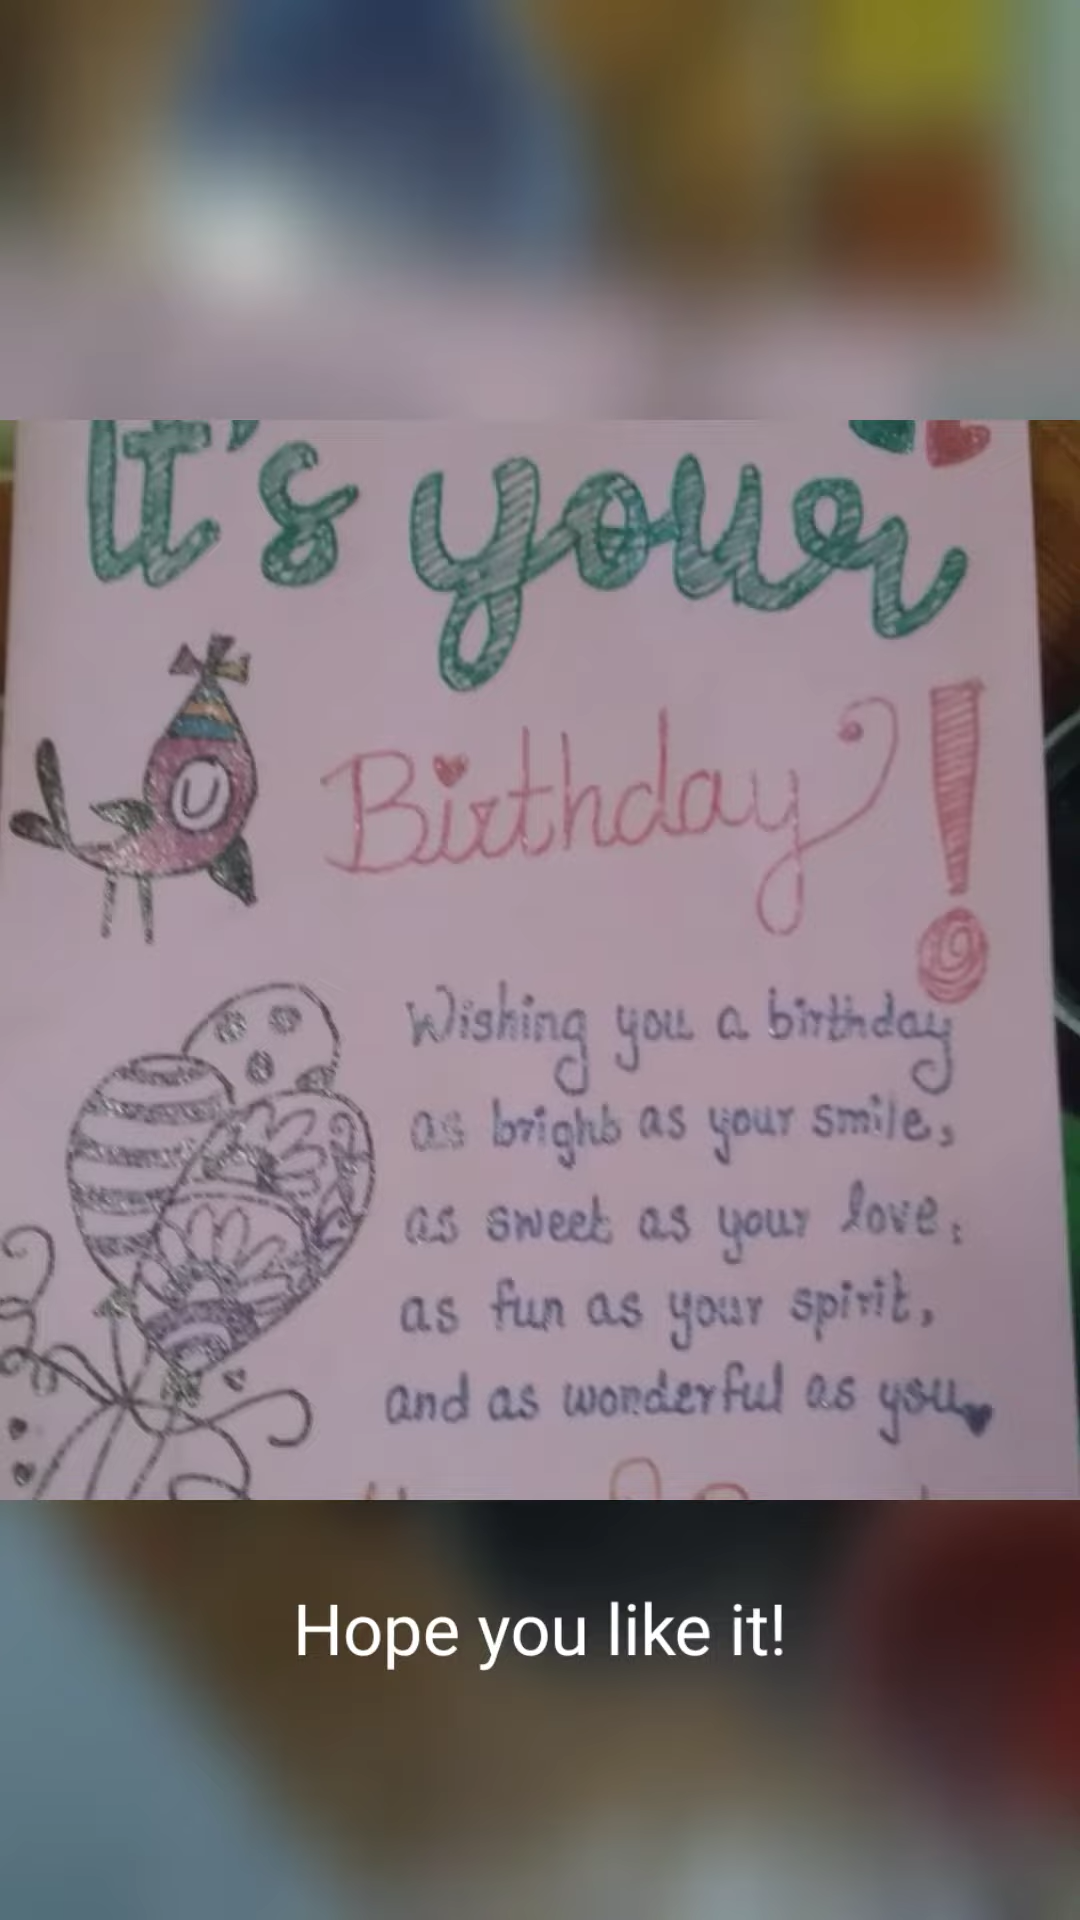 It's your
Birthday!
Wishing you a birthday
as bright as your smile,
as sweet as your love,
as fun as your spirit,
and as wonderful as you
Hope you like it!